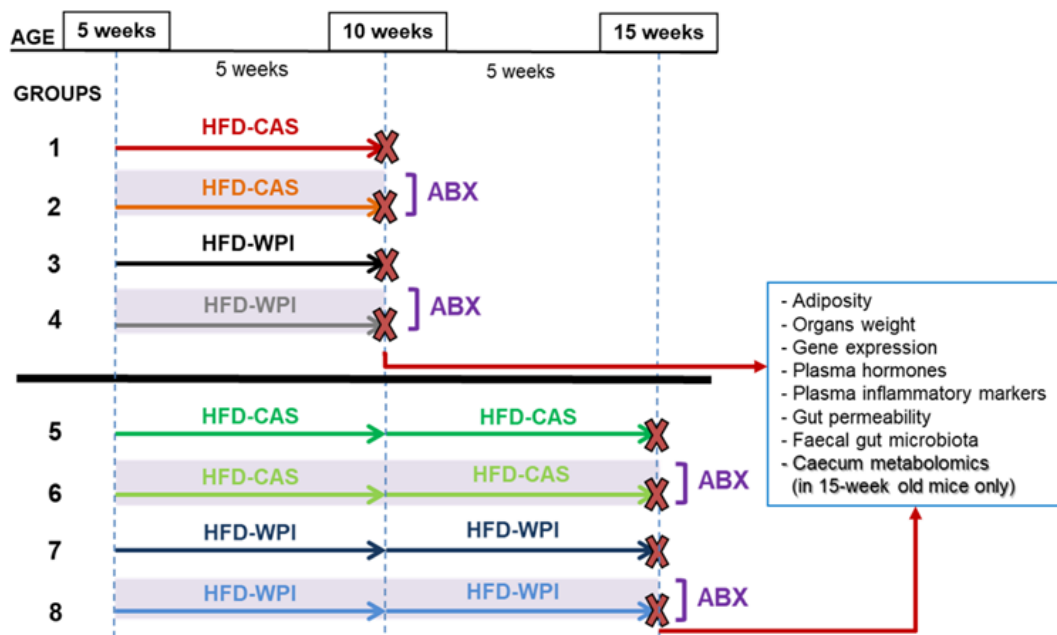 AGE
5 weeks
10 weeks
15 weeks
5 weeks
5 weeks
GROUPS
HFD-CAS
1
HFD-CAS
ABX
2
HFD-WPI
3
HFD-WPI
ABX
4
- Adiposity
- Organs weight
- Gene expression
- Plasma hormones
- Plasma inflammatory markers
- Gut permeability
- Faecal gut microbiota
- Caecum metabolomics
(in 15-week old mice only)
HFD-CAS
HFD-CAS
5
HFD-CAS
HFD-CAS
ABX
6
HFD-WPI
HFD-WPI
7
HFD-WPI
HFD-WPI
ABX
8